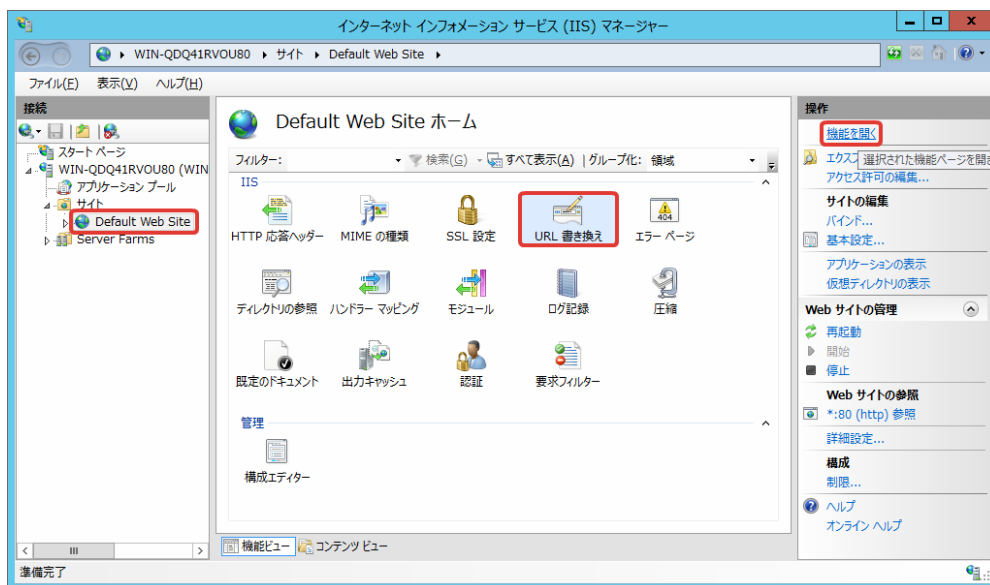 インターネット インフォメーション サービス (IIS) マネージャー
WIN-QDQ41RVOU80 サイト Default Web Site
ファイル(F) 表示(V) ヘルプ(H)
接続
スタート ページ
WIN-QDQ41RVOU80 (WIN
アプリケーション プール
サイト
Default Web Site
Server Farms
Default Web Site ホーム
フィルター: 検索(G) すべて表示(A) グループ化: 領域
IIS
HTTP 応答ヘッダー MIME の種類 SSL 設定 URL 書き換え エラー ページ
404
ディレクトリの参照 ハンドラー マッピング モジュール ログ記録 圧縮
既定のドキュメント 出力キャッシュ 認証 要求フィルター
管理
構成エディター
機能ビュー コンテンツ ビュー
準備完了
操作
機能を開く
エクスプ
選択された機能ページを開き
アクセス許可の編集...
サイトの編集
バインド...
基本設定...
アプリケーションの表示
仮想ディレクトリの表示
Web サイトの管理
再起動
開始
停止
Web サイトの参照
*:80 (http) 参照
詳細設定...
構成
制限...
ヘルプ
オンライン ヘルプ